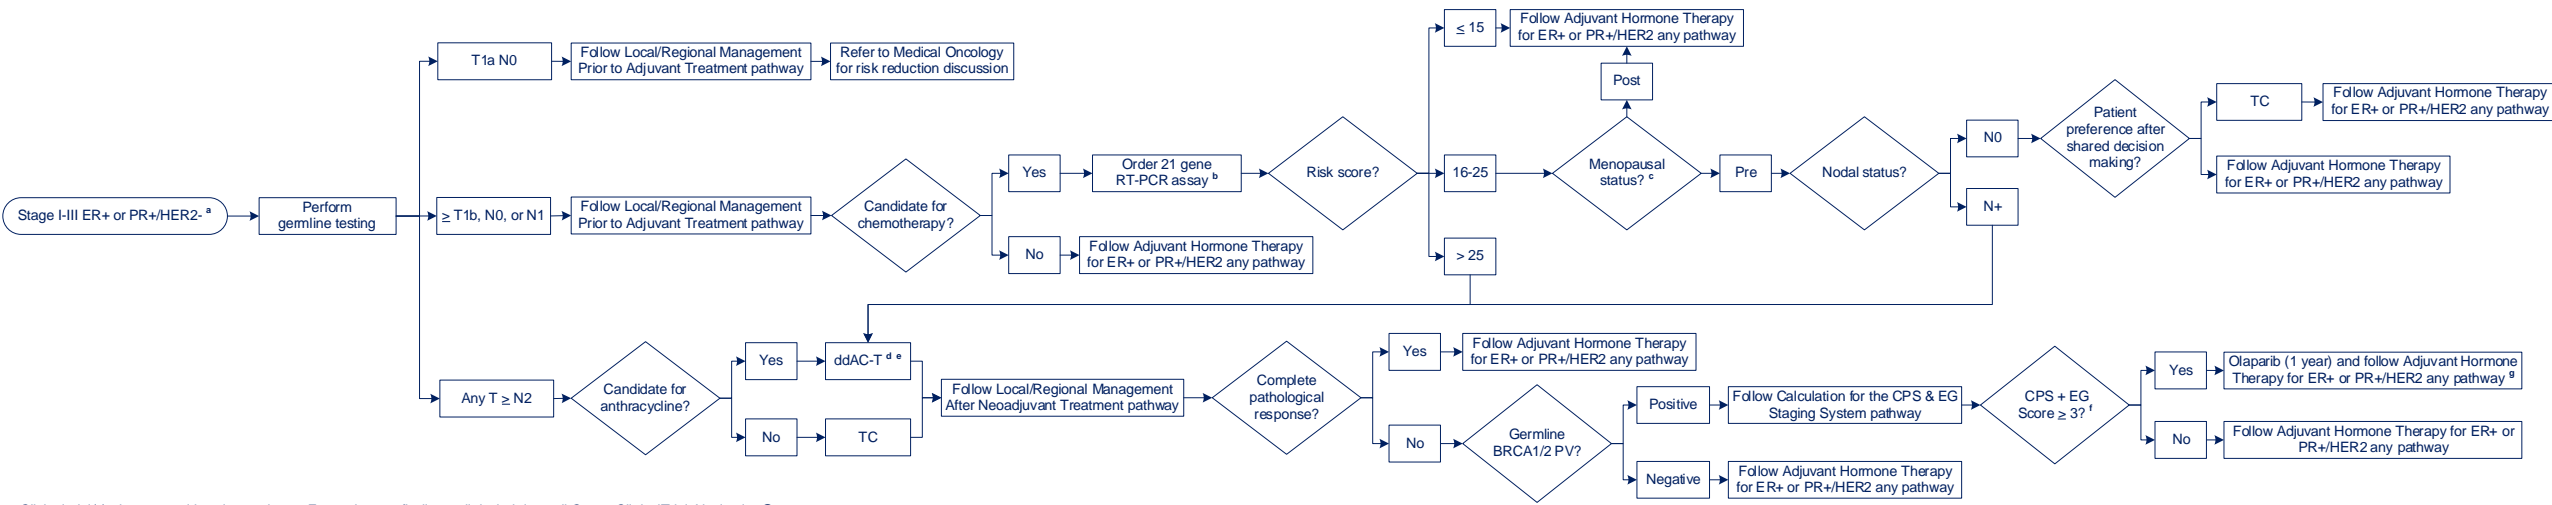 Stage I-III ER+ or PR+/HER2- a
Perform
germline testing
T1a N0
Follow Local/Regional Management
Prior to Adjuvant Treatment pathway
Refer to Medical Oncology
for risk reduction discussion
≥ T1b, N0, or N1
Follow Local/Regional Management
Prior to Adjuvant Treatment pathway
Candidate for
chemotherapy?
Yes
Order 21 gene
RT-PCR assay b
No
Follow Adjuvant Hormone Therapy
for ER+ or PR+/HER2 any pathway
Risk score?
≤ 15
Follow Adjuvant Hormone Therapy
for ER+ or PR+/HER2 any pathway
16-25
> 25
Post
Menopausal
status? c
Pre
Nodal status?
N0
N+
Patient
preference after
shared decision
making?
TC
Follow Adjuvant Hormone Therapy
for ER+ or PR+/HER2 any pathway
Follow Adjuvant Hormone Therapy
for ER+ or PR+/HER2 any pathway
Any T ≥ N2
Candidate for
anthracycline?
Yes
ddAC-T d e
No
TC
Follow Local/Regional Management
After Neoadjuvant Treatment pathway
Complete
pathological
response?
Yes
Follow Adjuvant Hormone Therapy
for ER+ or PR+/HER2 any pathway
No
Germline
BRCA1/2 PV?
Positive
Follow Calculation for the CPS & EG
Staging System pathway
Negative
Follow Adjuvant Hormone Therapy
for ER+ or PR+/HER2 any pathway
CPS + EG
Score ≥ 3? f
Yes
Olaparib (1 year) and follow Adjuvant Hormone
Therapy for ER+ or PR+/HER2 any pathway g
No
Follow Adjuvant Hormone Therapy for ER+ or
PR+/HER2 any pathway